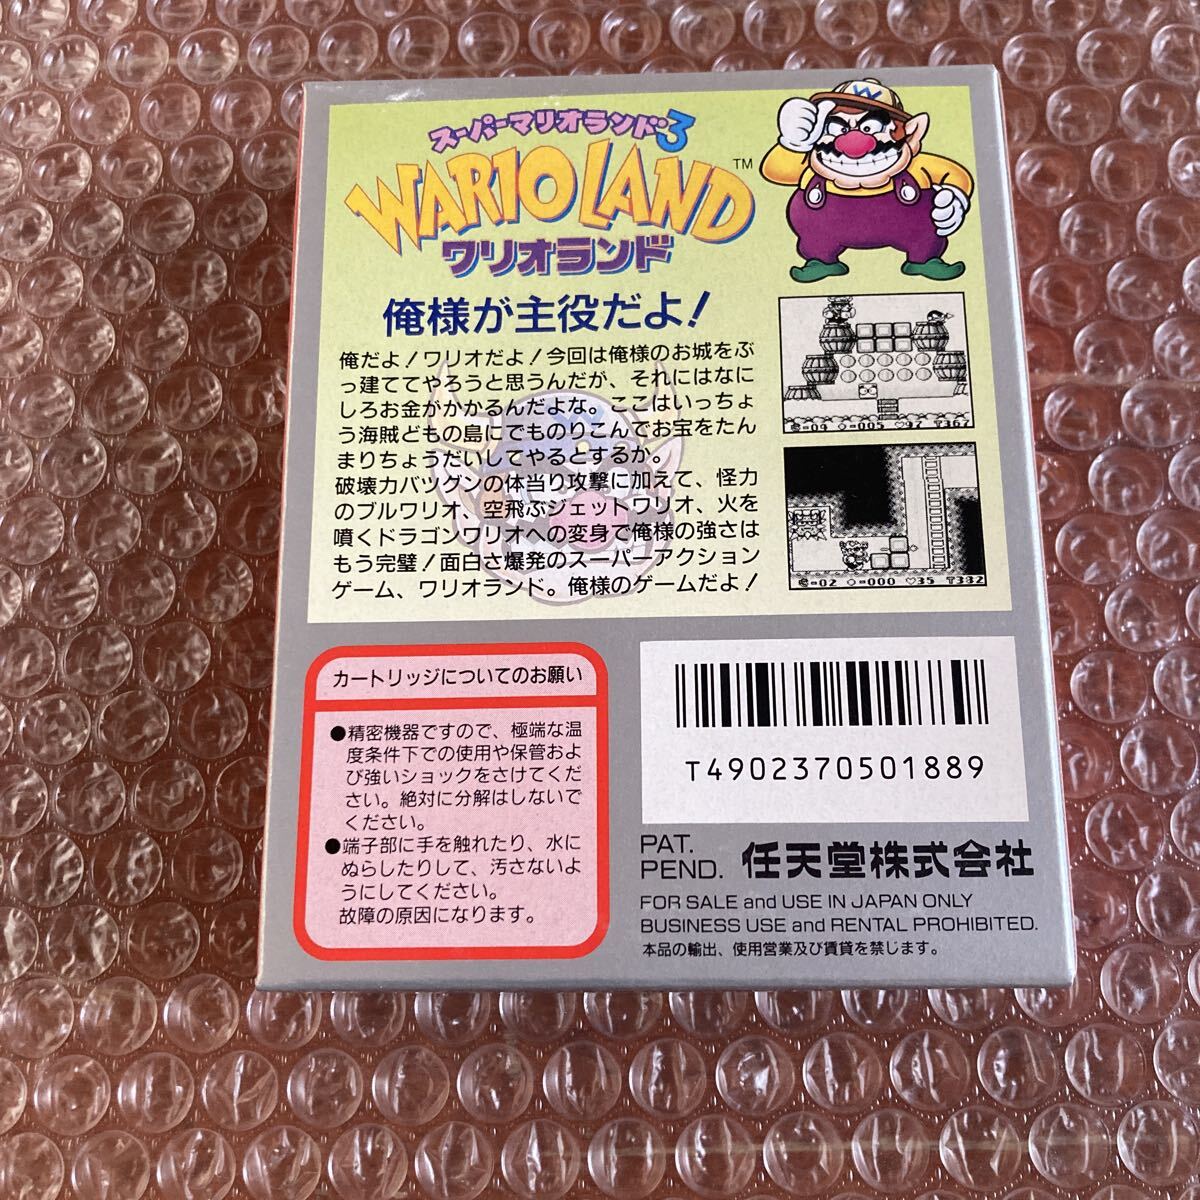 スーパーマリオランド3
WARIO LAND™
ワリオランド
俺様が主役だよ!
俺だよ!ワリオだよ!今回は俺様のお城をぶ
っ建ててやろうと思うんだが、それにはなに
しろお金がかかるんだよな。ここはいっちょ
う海賊どもの島にでものりこんでお宝をたん
まりちょうだいしてやるとするか。
破壊力バツグンの体当り攻撃に加えて、怪力
のブルワリオ、空飛ぶジェットワリオ、火を
噴くドラゴンワリオへの変身で俺様の強さは
もう完璧!面白さ爆発のスーパーアクション
ゲーム、ワリオランド。俺様のゲームだよ!
=09 =005 ♡97 367
=02 =000 ♡35 332
カートリッジについてのお願い
●精密機器ですので、極端な温
度条件下での使用や保管およ
び強いショックをさけてくだ
さい。絶対に分解はしないで
ください。
●端子部に手を触れたり、水に
ぬらしたりして、汚さないよ
うにしてください。
故障の原因になります。
T4902370501889
PAT.
PEND. 任天堂株式会社
FOR SALE and USE IN JAPAN ONLY
BUSINESS USE and RENTAL PROHIBITED.
本品の輸出、使用営業及び賃貸を禁じます。